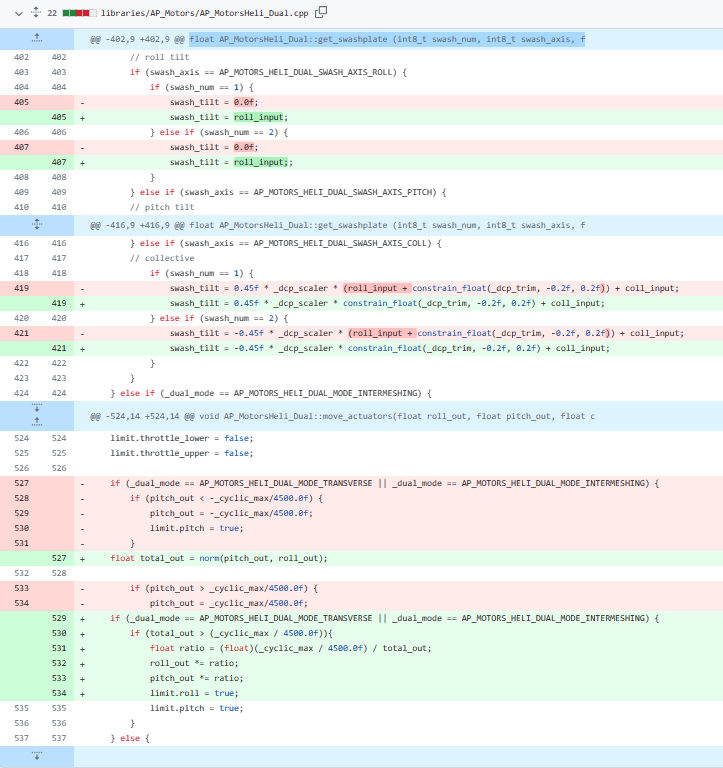 22 libraries/AP_Motors/AP_MotorsHeli_Dual.cpp
@@ -402,9 +402,9 @@ float AP_MotorsHeli_Dual::get_swashplate (int8_t swash_num, int8_t swash_axis, f
402 402 // roll tilt
403 403 if (swash_axis == AP_MOTORS_HELI_DUAL_SWASH_AXIS_ROLL) {
404 404 if (swash_num == 1) {
405 - swash_tilt = 0.0f;
405 + swash_tilt = roll_input;
406 406 } else if (swash_num == 2) {
407 - swash_tilt = 0.0f;
407 + swash_tilt = roll_input;;
408 408 }
409 409 } else if (swash_axis == AP_MOTORS_HELI_DUAL_SWASH_AXIS_PITCH) {
410 410 // pitch tilt
@@ -416,9 +416,9 @@ float AP_MotorsHeli_Dual::get_swashplate (int8_t swash_num, int8_t swash_axis, f
416 416 } else if (swash_axis == AP_MOTORS_HELI_DUAL_SWASH_AXIS_COLL) {
417 417 // collective
418 418 if (swash_num == 1) {
419 - swash_tilt = 0.45f * _dcp_scaler * (roll_input + constrain_float(_dcp_trim, -0.2f, 0.2f)) + coll_input;
419 + swash_tilt = 0.45f * _dcp_scaler * constrain_float(_dcp_trim, -0.2f, 0.2f) + coll_input;
420 420 } else if (swash_num == 2) {
421 - swash_tilt = -0.45f * _dcp_scaler * (roll_input + constrain_float(_dcp_trim, -0.2f, 0.2f)) + coll_input;
421 + swash_tilt = -0.45f * _dcp_scaler * constrain_float(_dcp_trim, -0.2f, 0.2f) + coll_input;
422 422 }
423 423 }
424 424 } else if (_dual_mode == AP_MOTORS_HELI_DUAL_MODE_INTERMESHING) {
@@ -524,14 +524,14 @@ void AP_MotorsHeli_Dual::move_actuators(float roll_out, float pitch_out, float c
524 524 limit.throttle_lower = false;
525 525 limit.throttle_upper = false;
526 526
527 - if (_dual_mode == AP_MOTORS_HELI_DUAL_MODE_TRANSVERSE || _dual_mode == AP_MOTORS_HELI_DUAL_MODE_INTERMESHING) {
528 - if (pitch_out < -_cyclic_max/4500.0f) {
529 - pitch_out = -_cyclic_max/4500.0f;
530 - limit.pitch = true;
531 - }
527 + float total_out = norm(pitch_out, roll_out);
532 528
533 - if (pitch_out > _cyclic_max/4500.0f) {
534 - pitch_out = _cyclic_max/4500.0f;
529 + if (_dual_mode == AP_MOTORS_HELI_DUAL_MODE_TRANSVERSE || _dual_mode == AP_MOTORS_HELI_DUAL_MODE_INTERMESHING) {
530 + if (total_out > (_cyclic_max / 4500.0f)){
531 + float ratio = (float)(_cyclic_max / 4500.0f) / total_out;
532 + roll_out *= ratio;
533 + pitch_out *= ratio;
534 + limit.roll = true;
535 535 limit.pitch = true;
536 536 }
537 537 } else {